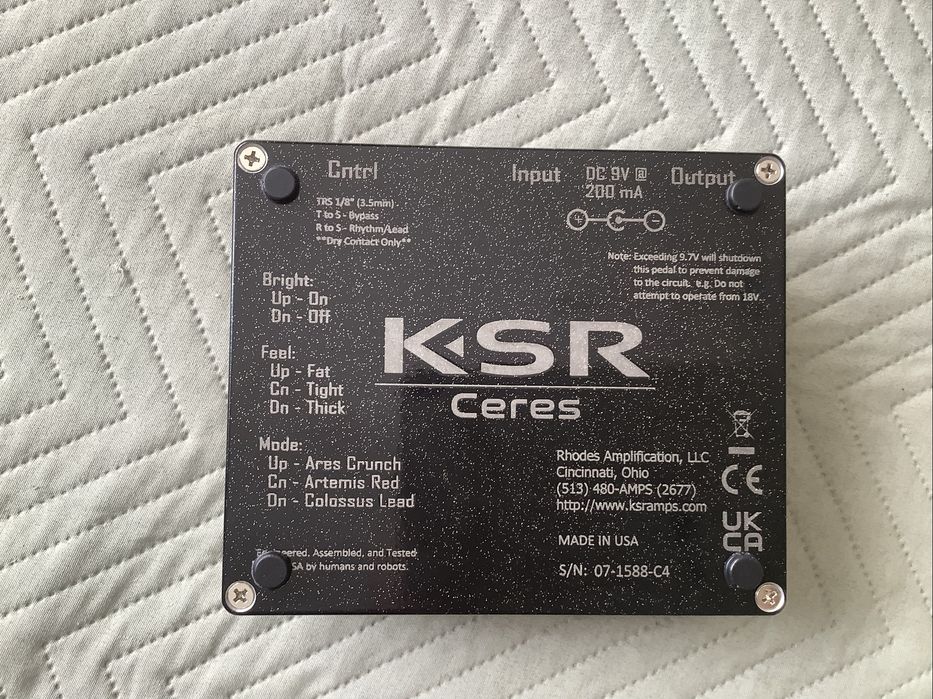 Cntrl
TRS 1/8" (3.5mm)
T to S - Bypass
R to S - Rhythm/Lead
**Dry Contact Only**
Input
DC 9V @
200 mA
Output
+ C -
Note: Exceeding 9.7V will shutdown
this pedal to prevent damage
to the circuit. e.g. Do not
attempt to operate from 18V.
Bright:
Up - On
Dn - Off
Feel:
Up - Fat
Cn - Tight
Dn - Thick
Mode:
Up - Ares Crunch
Cn - Artemis Red
Dn - Colossus Lead
KSR
Ceres
Rhodes Amplification, LLC
Cincinnati, Ohio
(513) 480-AMPS (2677)
http://www.ksramps.com
MADE IN USA
S/N: 07-1588-C4
CE
UK
CA
Assembled, and Tested
by humans and robots.